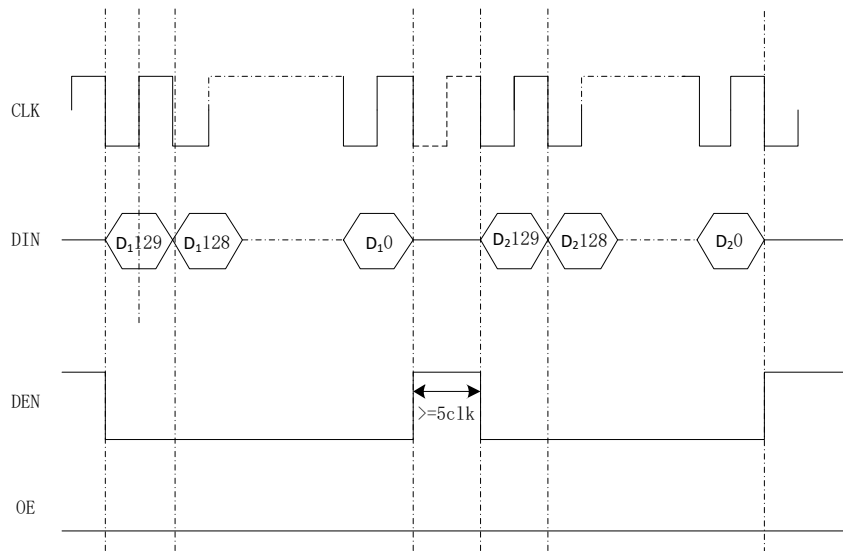 CLK
DIN
D₁129 D₁128 D₁0 D₂129 D₂128 D₂0
DEN
>=5clk
OE